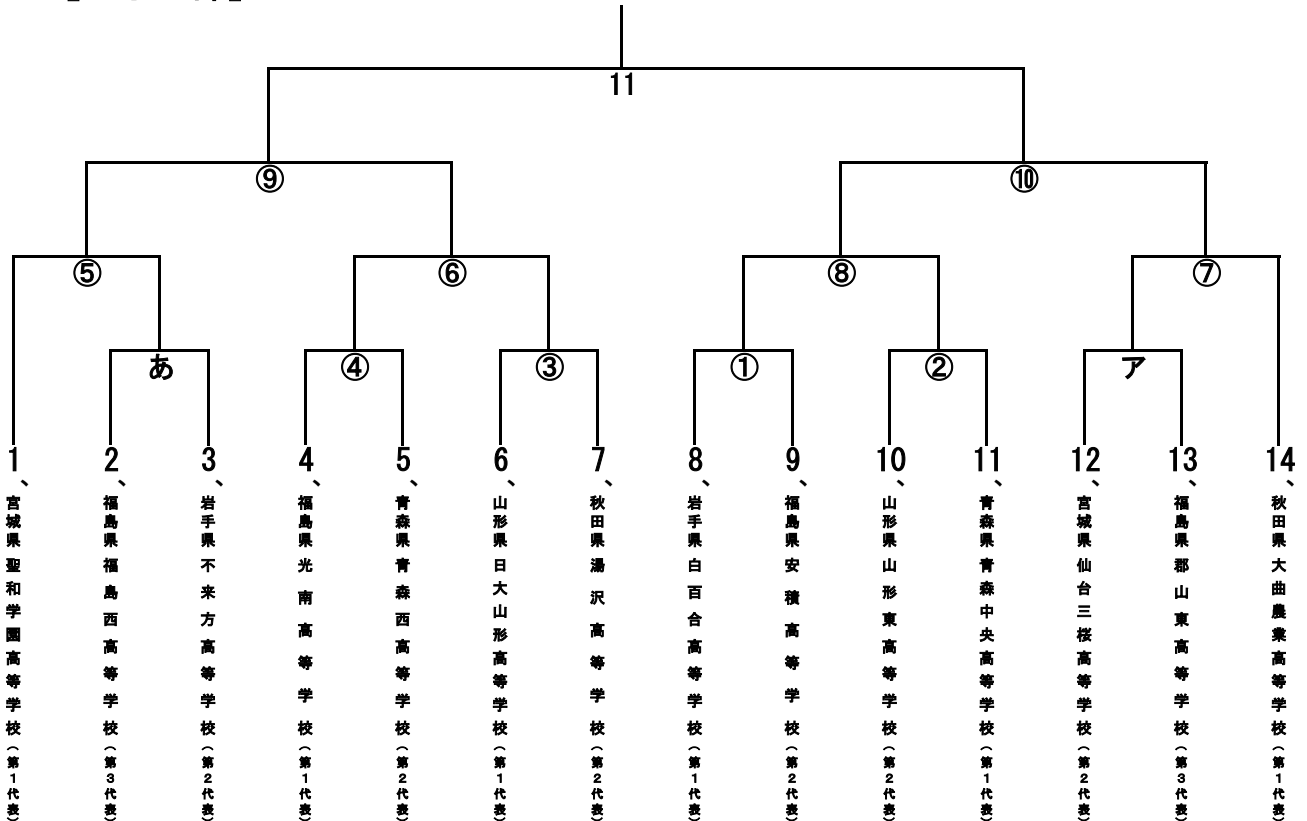 11
⑨
⑩
⑤
⑥
⑧
⑦
あ
④
③
①
②
ア
1、宮城県 聖和学園高等学校(第1代表)
2、福島県 福島西高等学校(第3代表)
3、岩手県 不来方高等学校(第2代表)
4、福島県 光南高等学校(第1代表)
5、青森県 青森西高等学校(第2代表)
6、山形県 日大山形高等学校(第1代表)
7、秋田県 湯沢高等学校(第2代表)
8、岩手県 白百合高等学校(第1代表)
9、福島県 安積高等学校(第2代表)
10、山形県 山形東高等学校(第2代表)
11、青森県 青森中央高等学校(第1代表)
12、宮城県 仙台三桜高等学校(第2代表)
13、福島県 郡山東高等学校(第3代表)
14、秋田県 大曲農業高等学校(第1代表)